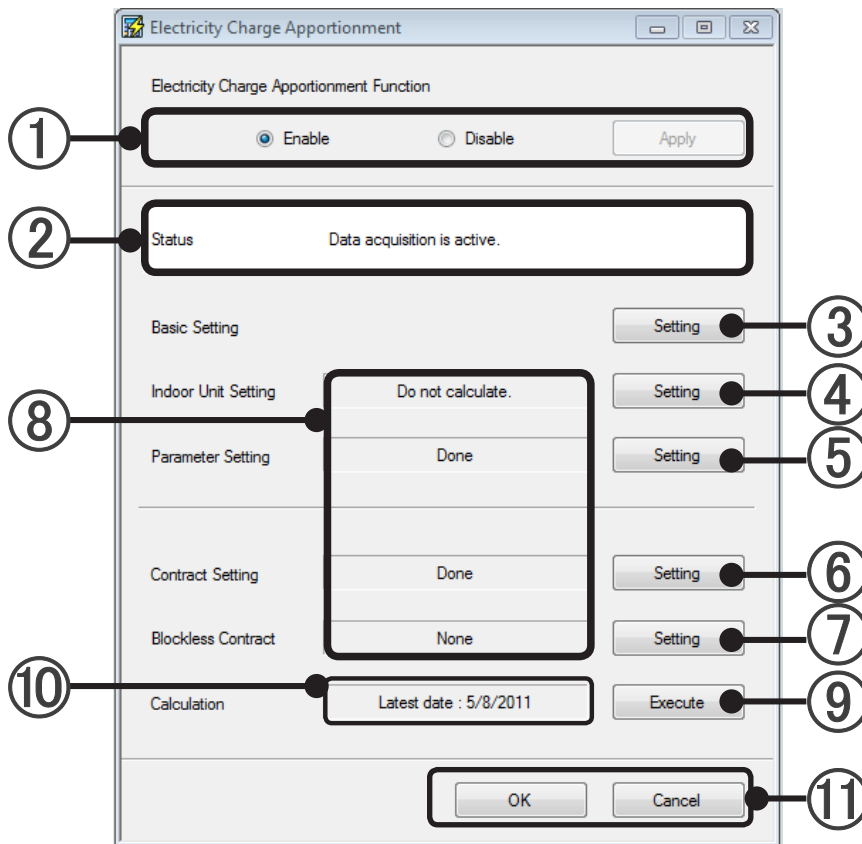 Electricity Charge Apportionment
Electricity Charge Apportionment Function
① Enable Disable Apply
② Status Data acquisition is active.
Basic Setting Setting ③
Indoor Unit Setting Do not calculate. Setting ④
⑧
Parameter Setting Done Setting ⑤
Contract Setting Done Setting ⑥
Blockless Contract None Setting ⑦
⑩ Calculation Latest date : 5/8/2011 Execute ⑨
OK Cancel ⑪